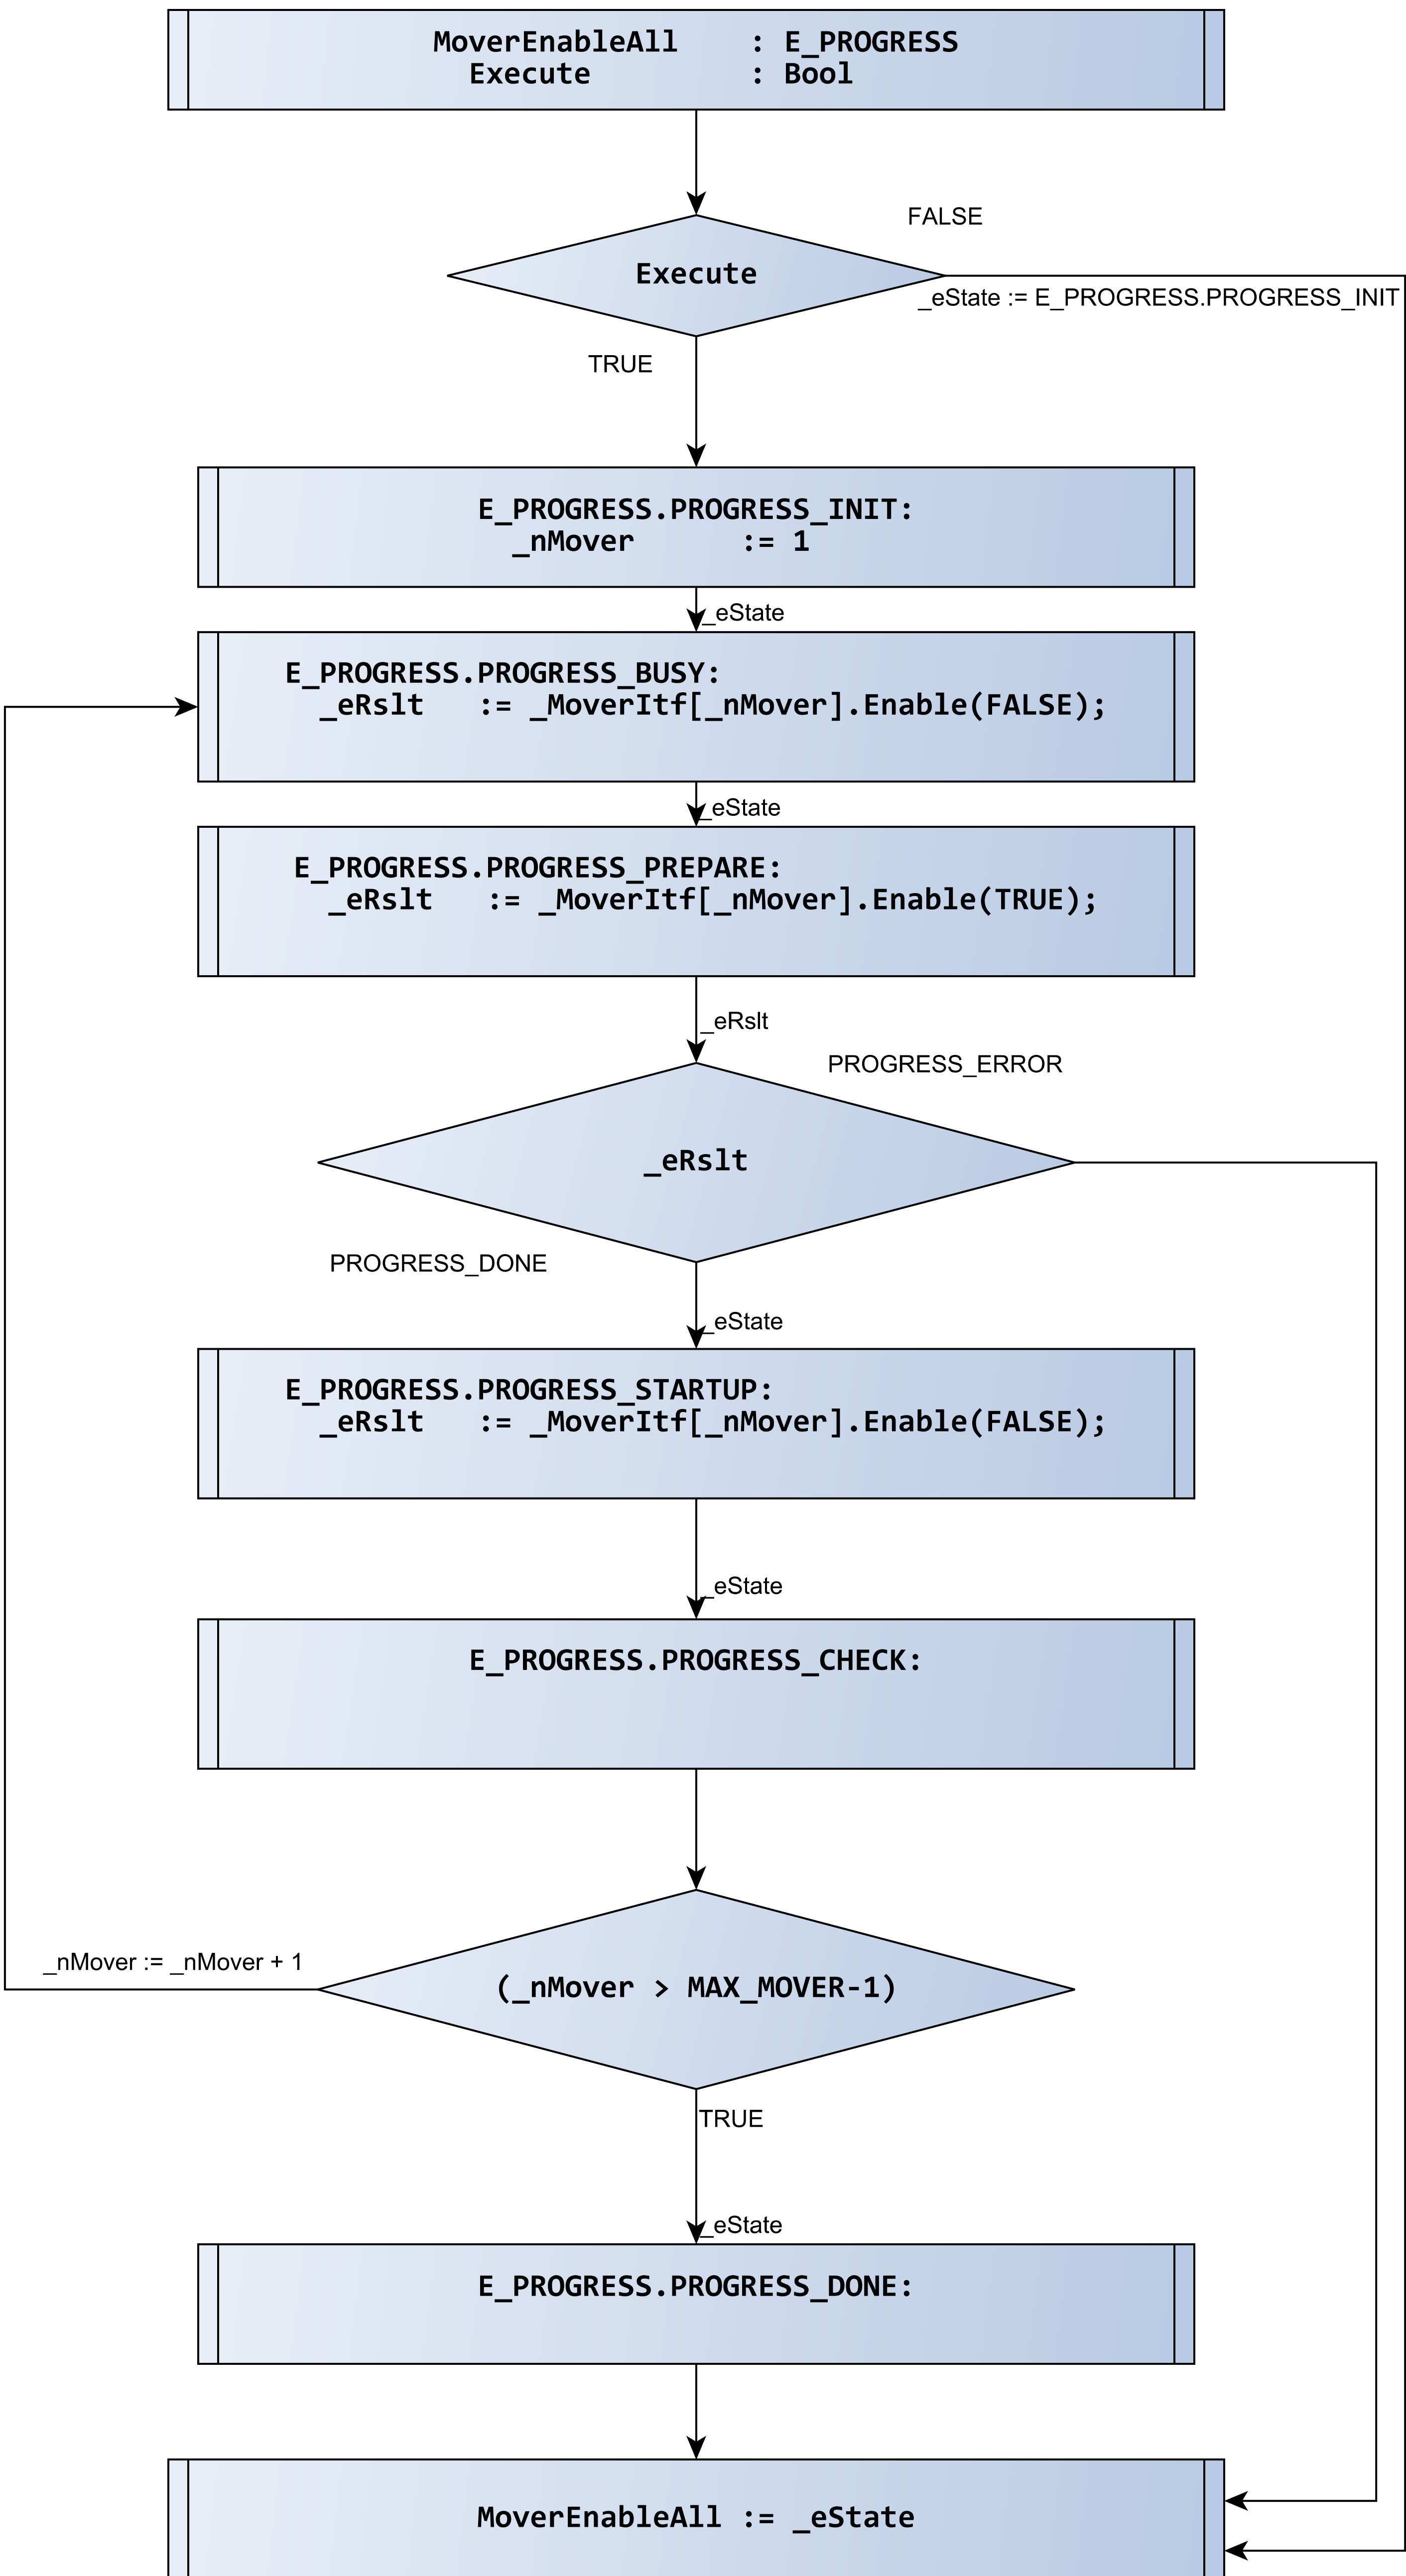 MoverEnableAll : E_PROGRESS
Execute : Bool
FALSE
Execute
_eState := E_PROGRESS.PROGRESS_INIT
TRUE
E_PROGRESS.PROGRESS_INIT:
_nMover := 1
_eState
E_PROGRESS.PROGRESS_BUSY:
_eRslt := _MoverItf[_nMover].Enable(FALSE);
_eState
E_PROGRESS.PROGRESS_PREPARE:
_eRslt := _MoverItf[_nMover].Enable(TRUE);
_eRslt
PROGRESS_ERROR
_eRslt
PROGRESS_DONE
_eState
E_PROGRESS.PROGRESS_STARTUP:
_eRslt := _MoverItf[_nMover].Enable(FALSE);
_eState
E_PROGRESS.PROGRESS_CHECK:
_nMover := _nMover + 1
(_nMover > MAX_MOVER-1)
TRUE
_eState
E_PROGRESS.PROGRESS_DONE:
MoverEnableAll := _eState